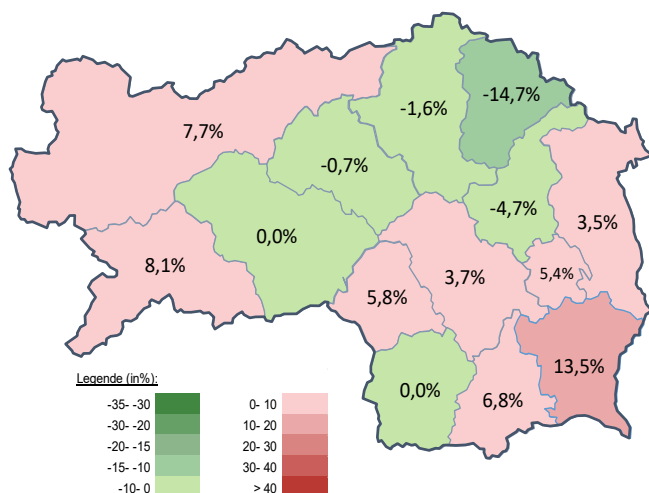 -14,7%
-1,6%
7,7%
-0,7%
-4,7%
3,5%
0,0%
8,1%
5,4%
3,7%
5,8%
13,5%
0,0%
6,8%
Legende (in%):
-35- -30 0- 10
-30- -20 10- 20
-20- -15 20- 30
-15- -10 30- 40
-10- 0 > 40